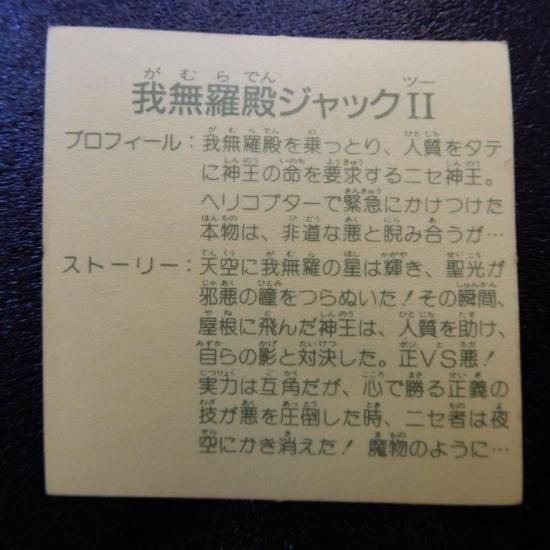 我無羅殿ジャックII
プロフィール：我無羅殿を乗っとり、人質をタテ
に神王の命を要求するニセ神王。
ヘリコプターで緊急にかけつけた
本物は、非道な悪と睨み合うが…
ストーリー：天空に我無羅の星は輝き、聖光が
邪悪の瞳をつらぬいた！その瞬間、
屋根に飛んだ神王は、人質を助け、
自らの影と対決した。正VS悪！
実力は互角だが、心で勝る正義の
技が悪を圧倒した時、ニセ者は夜
空にかき消えた！魔物のように…